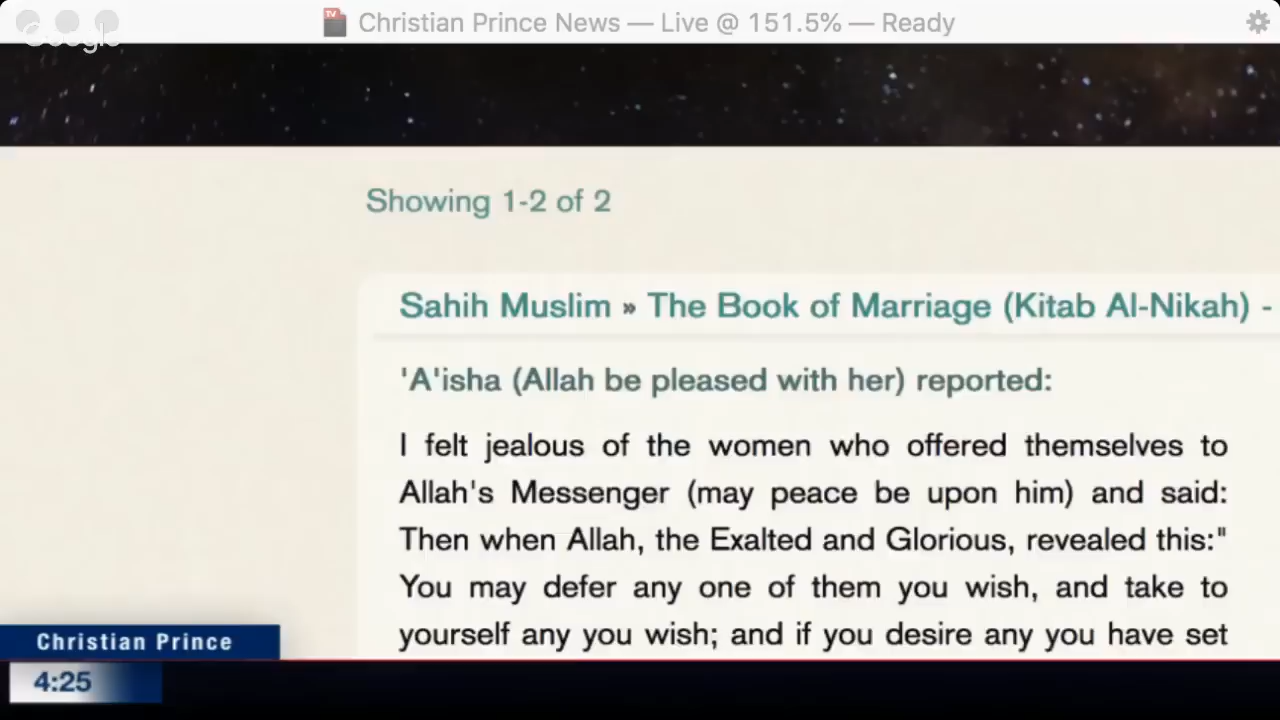 Christian Prince News — Live @ 151.5% — Ready
Google
Showing 1-2 of 2
Sahih Muslim » The Book of Marriage (Kitab Al-Nikah) -
'A'isha (Allah be pleased with her) reported:
I felt jealous of the women who offered themselves to
Allah's Messenger (may peace be upon him) and said:
Then when Allah, the Exalted and Glorious, revealed this:"
You may defer any one of them you wish, and take to
yourself any you wish; and if you desire any you have set
Christian Prince
4:25